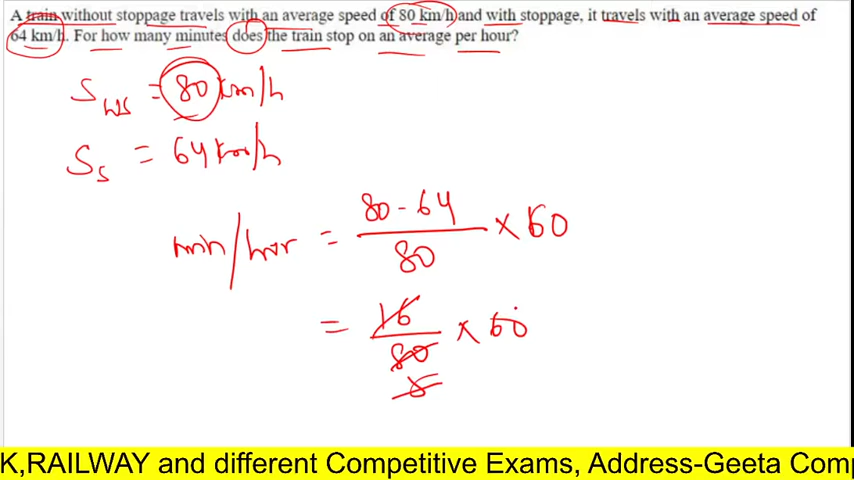 A train without stoppage travels with an average speed of 80 km/h and with stoppage, it travels with an average speed of
64 km/h. For how many minutes does the train stop on an average per hour?
S_WS = 80 km/h
S_S = 64 km/h
min/hour = (80 - 64)/80 × 60
= 16/80 × 60
5
K,RAILWAY and different Competitive Exams, Address-Geeta Comp